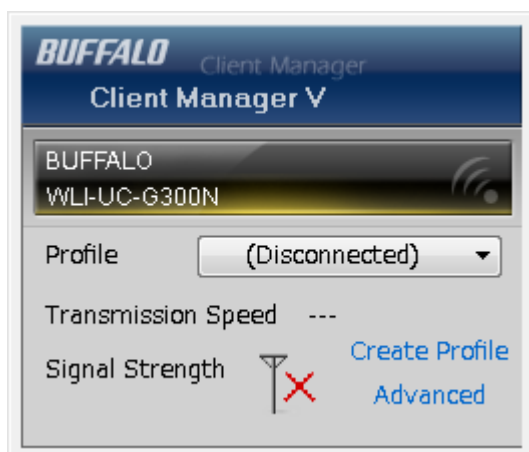 BUFFALO Client Manager
Client Manager V
BUFFALO
WLI-UC-G300N
Profile (Disconnected)
Transmission Speed ---
Signal Strength
Create Profile
Advanced